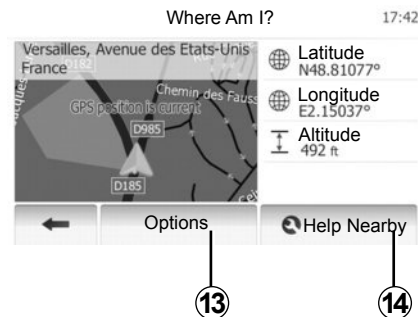 Where Am I?
17:42
Versailles, Avenue des Etats-Unis
France
D182
GPS position is current
Chemin des Fauss
D985
D185
Latitude
N48.81077°
Longitude
E2.15037°
Altitude
492 ft
Options
Help Nearby
13
14